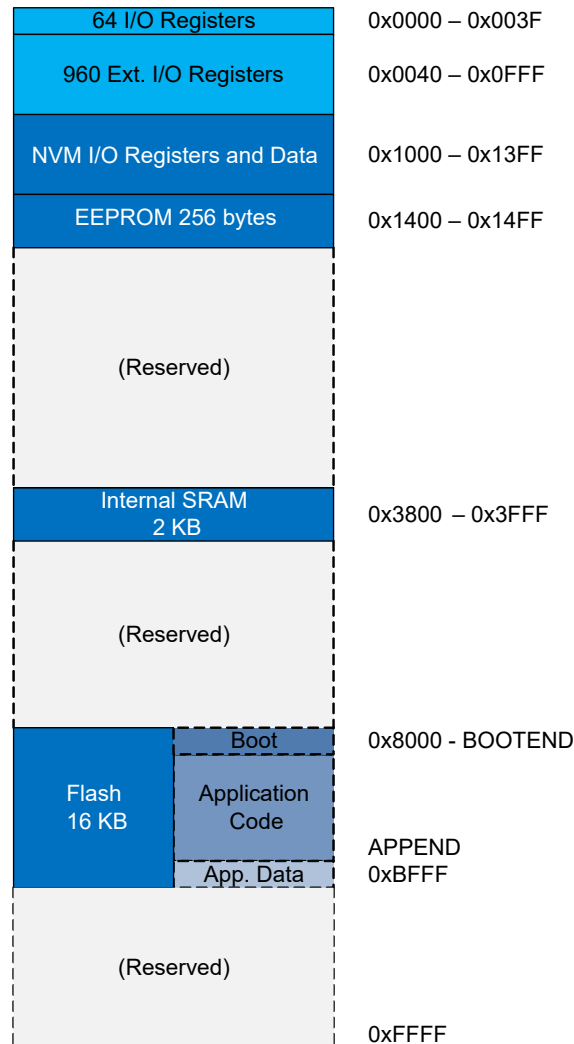 64 I/O Registers 0x0000 – 0x003F
960 Ext. I/O Registers 0x0040 – 0x0FFF
NVM I/O Registers and Data 0x1000 – 0x13FF
EEPROM 256 bytes 0x1400 – 0x14FF
(Reserved)
Internal SRAM
2 KB
0x3800 – 0x3FFF
(Reserved)
Boot 0x8000 - BOOTEND
Flash
16 KB
Application
Code
APPEND
App. Data 0xBFFF
(Reserved)
0xFFFF